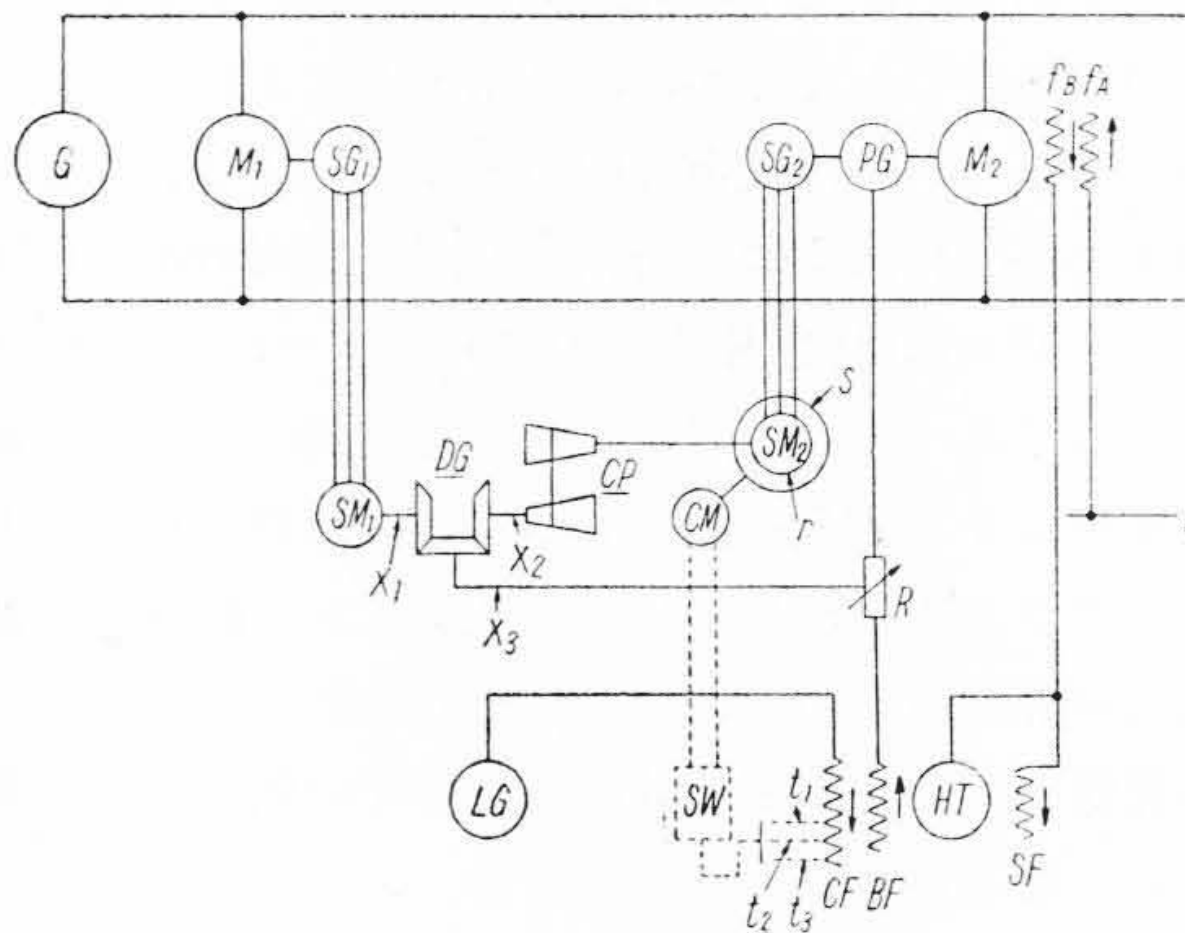 fB fA
G M1 SG1 SG2 PG M2
S
DG SM2
CP
SM1 CM
r
X2
X1
R
X3
t1
LG SW HT
CF BF SF
t2 t3